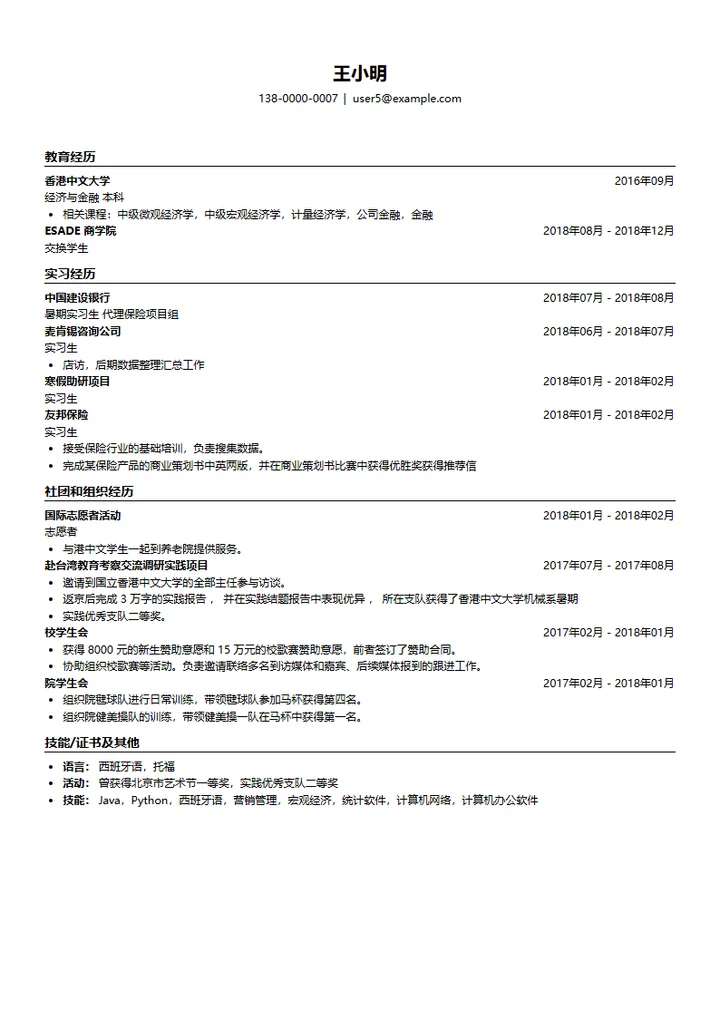 王小明
138-0000-0007 | user5@example.com
教育经历
香港中文大学 2016年09月
经济与金融 本科
• 相关课程：中级微观经济学，中级宏观经济学，计量经济学，公司金融，金融
ESADE 商学院 2018年08月 - 2018年12月
交换学生
实习经历
中国建设银行 2018年07月 - 2018年08月
暑期实习生 代理保险项目组
麦肯锡咨询公司 2018年06月 - 2018年07月
实习生
• 店访，后期数据整理汇总工作
寒假助研项目 2018年01月 - 2018年02月
实习生
友邦保险 2018年01月 - 2018年02月
实习生
• 接受保险行业的基础培训，负责搜集数据。
• 完成某保险产品的商业策划书中英两版，并在商业策划书比赛中获得优胜奖获得推荐信
社团和组织经历
国际志愿者活动 2018年01月 - 2018年02月
志愿者
• 与港中文学生一起到养老院提供服务。
赴台湾教育考察交流调研实践项目 2017年07月 - 2017年08月
• 邀请到国立香港中文大学的全部主任参与访谈。
• 返京后完成 3 万字的实践报告 ， 并在实践结题报告中表现优异 ， 所在支队获得了香港中文大学机械系暑期
• 实践优秀支队二等奖。
校学生会 2017年02月 - 2018年01月
• 获得 8000 元的新生赞助意愿和 15 万元的校歌赛赞助意愿，前者签订了赞助合同。
• 协助组织校歌赛等活动。负责邀请联络多名到访媒体和嘉宾、后续媒体报到的跟进工作。
院学生会 2017年02月 - 2018年01月
• 组织院毽球队进行日常训练，带领毽球队参加马杯获得第四名。
• 组织院健美操队的训练，带领健美操一队在马杯中获得第一名。
技能/证书及其他
• 语言： 西班牙语，托福
• 活动： 曾获得北京市艺术节一等奖，实践优秀支队二等奖
• 技能： Java，Python，西班牙语，营销管理，宏观经济，统计软件，计算机网络，计算机办公软件